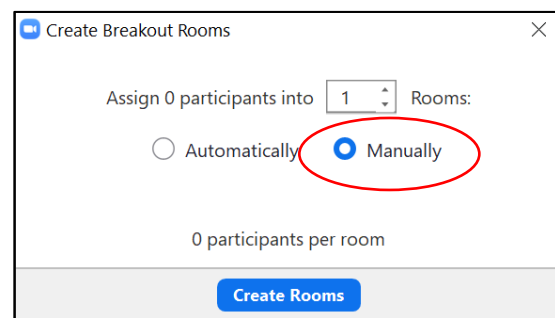 Create Breakout Rooms
Assign 0 participants into 1 Rooms:
Automatically Manually
0 participants per room
Create Rooms